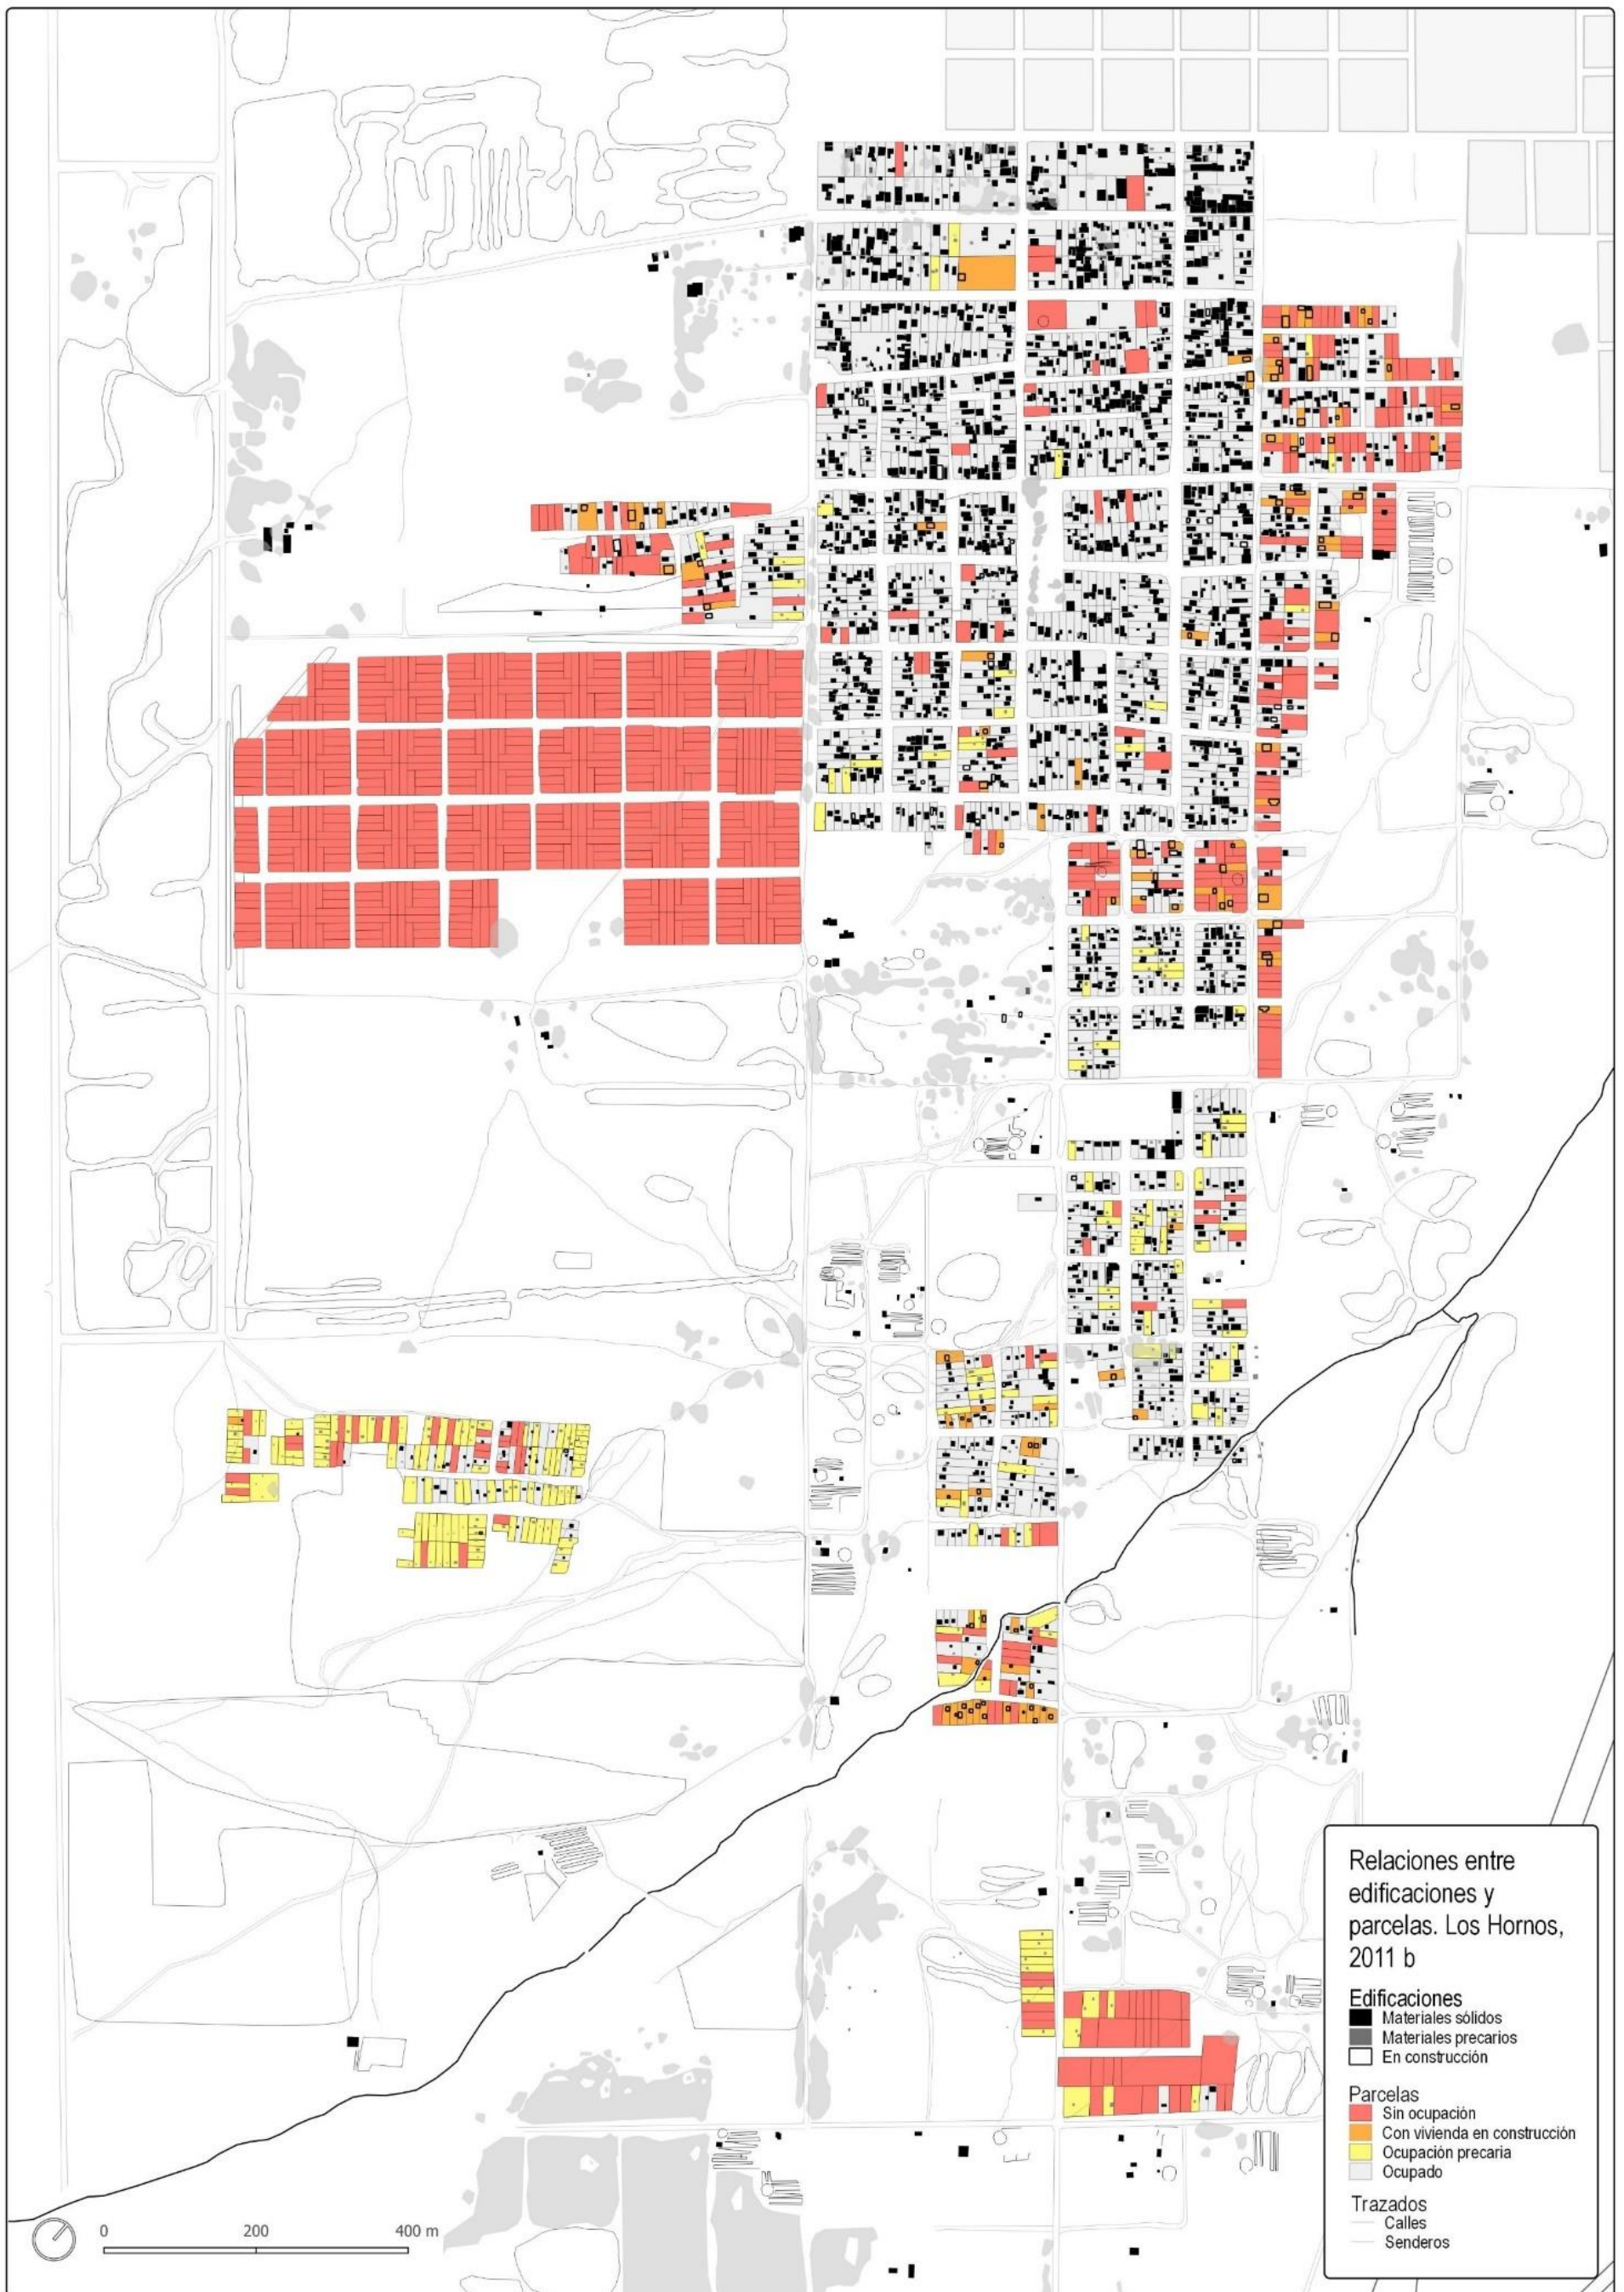 Relaciones entre
edificaciones y
parcelas. Los Hornos,
2011 b
Edificaciones
Materiales sólidos
Materiales precarios
En construcción
Parcelas
Sin ocupación
Con vivienda en construcción
Ocupación precaria
Ocupado
Trazados
Calles
Senderos
0 200 400 m